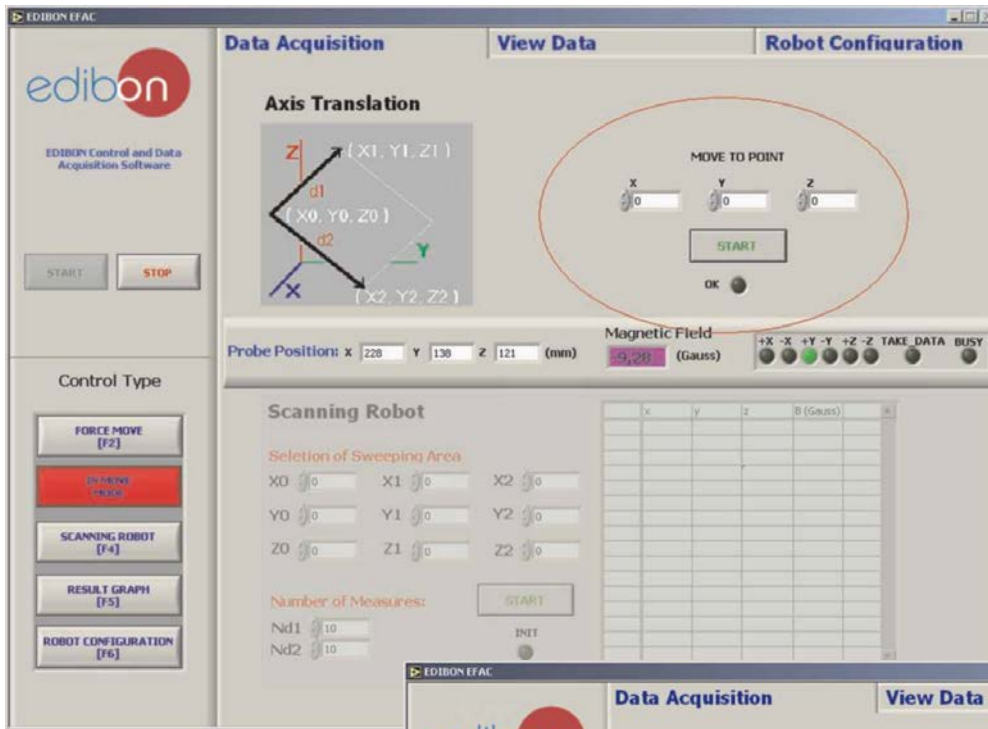 EDIBON EFAC
edibon
EDIBON Control and Data
Acquisition Software
START STOP
Control Type
FORCE MOVE
[F2]
IN MOVE
MODE
SCANNING ROBOT
[F4]
RESULT GRAPH
[F5]
ROBOT CONFIGURATION
[F6]
Data Acquisition View Data Robot Configuration
Axis Translation
Z (X1, Y1, Z1)
d1
(X0, Y0, Z0)
d2
Y
X
(X2, Y2, Z2)
MOVE TO POINT
X Y Z
0 0 0
START
OK
Probe Position: X 228 Y 138 Z 121 (mm)
Magnetic Field
-9,28 (Gauss)
+X -X +Y -Y +Z -Z TAKE_DATA BUSY
Scanning Robot
Seletion of Sweeping Area
X0 0 X1 0 X2 0
Y0 0 Y1 0 Y2 0
Z0 0 Z1 0 Z2 0
Number of Measures:
Nd1 10
Nd2 10
START
INIT
x y z B (Gauss)
EDIBON EFAC
Data Acquisition View Data